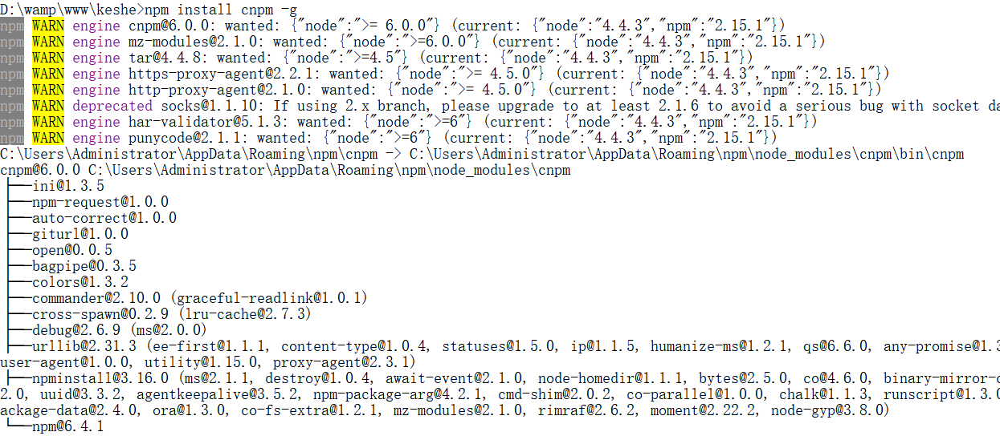 D:\wamp\www\keshe>npm install cnpm -g
npm WARN engine cnpm@6.0.0: wanted: {"node":">= 6.0.0"} (current: {"node":"4.4.3","npm":"2.15.1"})
npm WARN engine mz-modules@2.1.0: wanted: {"node":">=6.0.0"} (current: {"node":"4.4.3","npm":"2.15.1"})
npm WARN engine tar@4.4.8: wanted: {"node":">=4.5"} (current: {"node":"4.4.3","npm":"2.15.1"})
npm WARN engine https-proxy-agent@2.2.1: wanted: {"node":">= 4.5.0"} (current: {"node":"4.4.3","npm":"2.15.1"})
npm WARN engine http-proxy-agent@2.1.0: wanted: {"node":">= 4.5.0"} (current: {"node":"4.4.3","npm":"2.15.1"})
npm WARN deprecated socks@1.1.10: If using 2.x branch, please upgrade to at least 2.1.6 to avoid a serious bug with socket da
npm WARN engine har-validator@5.1.3: wanted: {"node":">=6"} (current: {"node":"4.4.3","npm":"2.15.1"})
npm WARN engine punycode@2.1.1: wanted: {"node":">=6"} (current: {"node":"4.4.3","npm":"2.15.1"})
C:\Users\Administrator\AppData\Roaming\npm\cnpm -> C:\Users\Administrator\AppData\Roaming\npm\node_modules\cnpm\bin\cnpm
cnpm@6.0.0 C:\Users\Administrator\AppData\Roaming\npm\node_modules\cnpm
├──ini@1.3.5
├──npm-request@1.0.0
├──auto-correct@1.0.0
├──giturl@1.0.0
├──open@0.0.5
├──bagpipe@0.3.5
├──colors@1.3.2
├──commander@2.10.0 (graceful-readlink@1.0.1)
├──cross-spawn@0.2.9 (lru-cache@2.7.3)
├──debug@2.6.9 (ms@2.0.0)
├──urllib@2.31.3 (ee-first@1.1.1, content-type@1.0.4, statuses@1.5.0, ip@1.1.5, humanize-ms@1.2.1, qs@6.6.0, any-promise@1.3
user-agent@1.0.0, utility@1.15.0, proxy-agent@2.3.1)
├──npminstall@3.16.0 (ms@2.1.1, destroy@1.0.4, await-event@2.1.0, node-homedir@1.1.1, bytes@2.5.0, co@4.6.0, binary-mirror-c
2.0, uuid@3.3.2, agentkeepalive@3.5.2, npm-package-arg@4.2.1, cmd-shim@2.0.2, co-parallel@1.0.0, chalk@1.1.3, runscript@1.3.0
ackage-data@2.4.0, ora@1.3.0, co-fs-extra@1.2.1, mz-modules@2.1.0, rimraf@2.6.2, moment@2.22.2, node-gyp@3.8.0)
└──npm@6.4.1